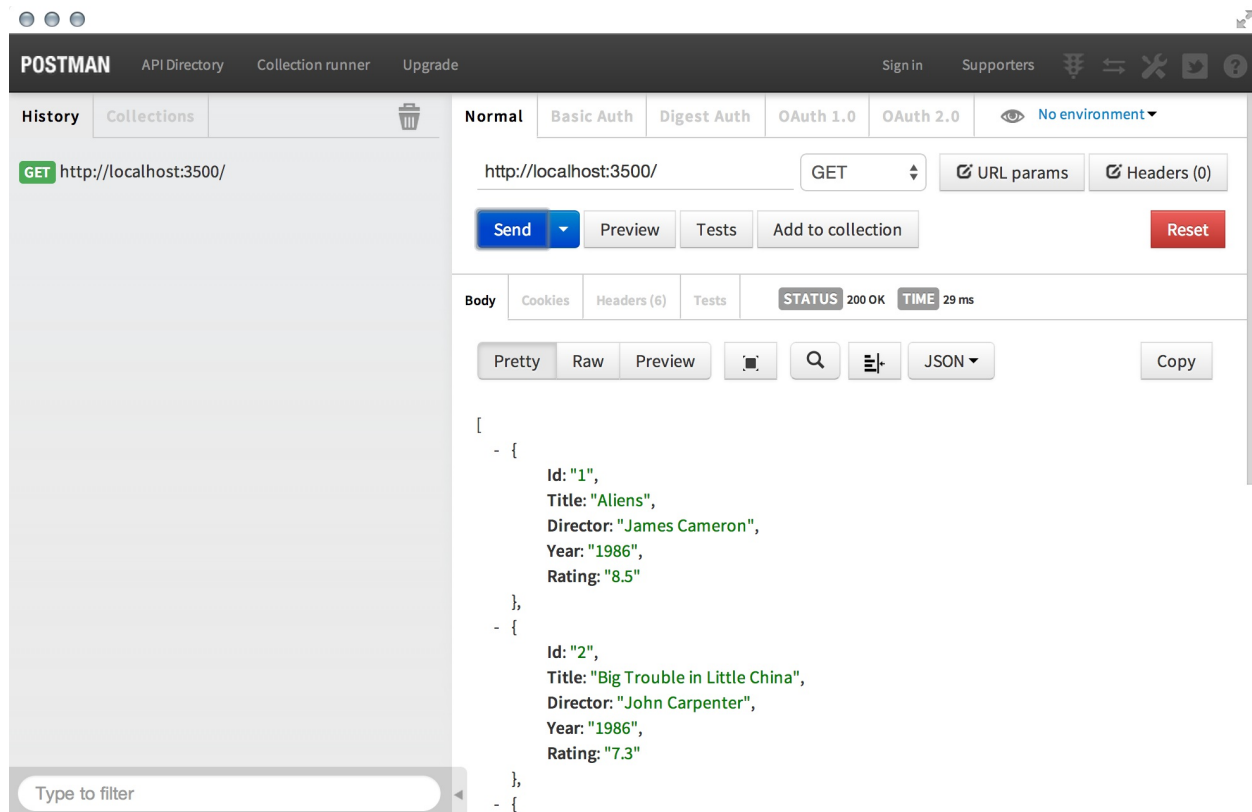 POSTMAN API Directory Collection runner Upgrade Sign in Supporters
History Collections
GET http://localhost:3500/
Type to filter
Normal Basic Auth Digest Auth OAuth 1.0 OAuth 2.0 No environment
http://localhost:3500/ GET URL params Headers (0)
Send Preview Tests Add to collection Reset
Body Cookies Headers (6) Tests STATUS 200 OK TIME 29 ms
Pretty Raw Preview JSON Copy
[
- {
Id: "1",
Title: "Aliens",
Director: "James Cameron",
Year: "1986",
Rating: "8.5"
},
- {
Id: "2",
Title: "Big Trouble in Little China",
Director: "John Carpenter",
Year: "1986",
Rating: "7.3"
},
- {